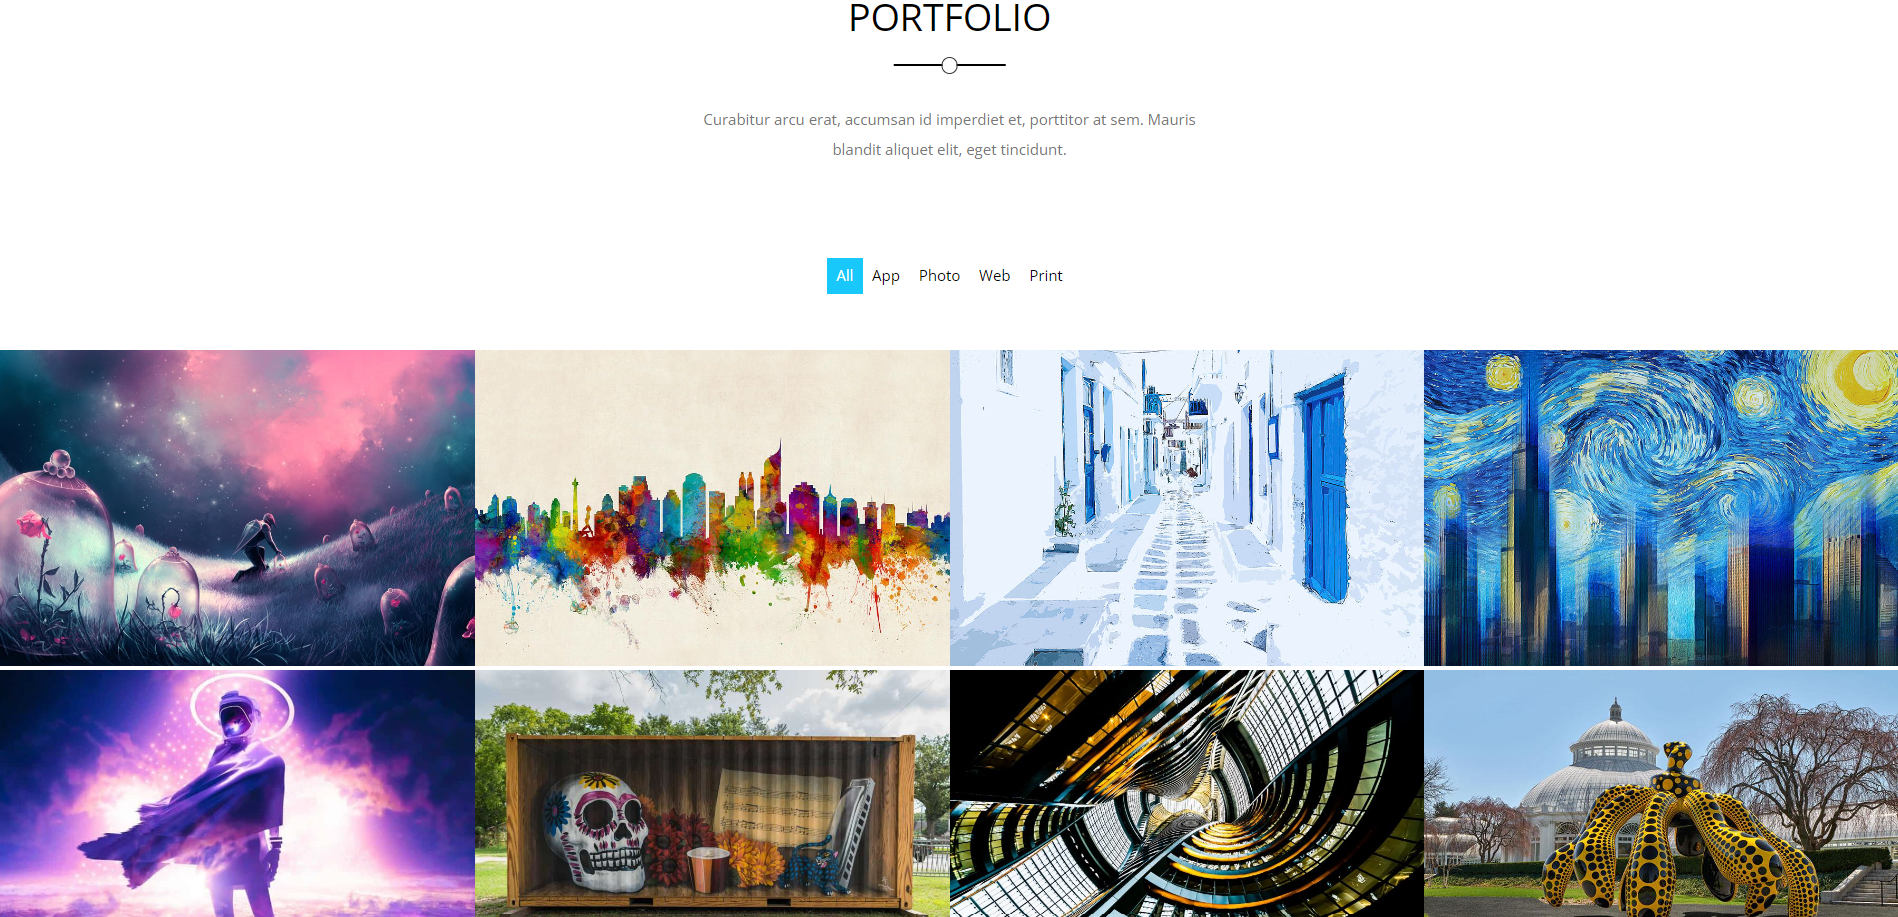 PORTFOLIO
Curabitur arcu erat, accumsan id imperdiet et, porttitor at sem. Mauris
blandit aliquet elit, eget tincidunt.
All App Photo Web Print